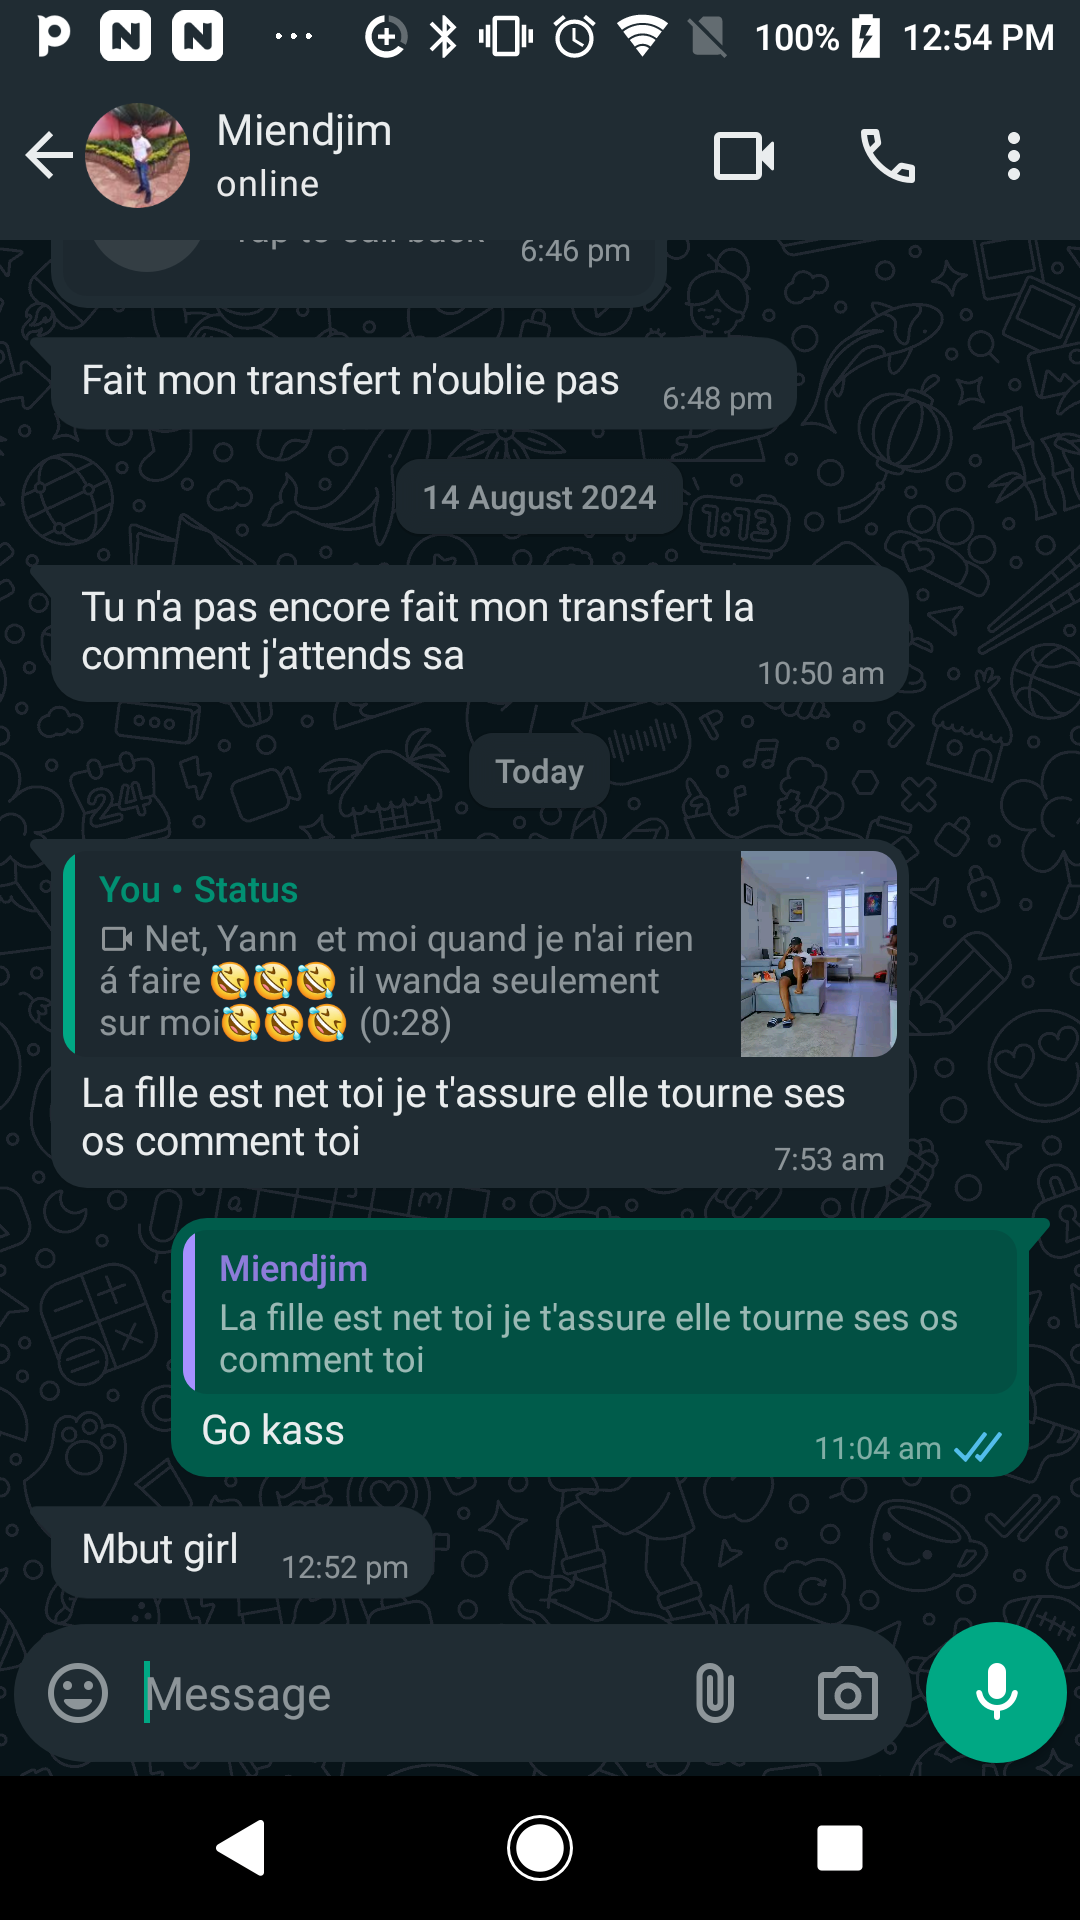 100% 12:54 PM
Miendjim
online
Tap to call back 6:46 pm
Fait mon transfert n'oublie pas 6:48 pm
14 August 2024
Tu n'a pas encore fait mon transfert la
comment j'attends sa 10:50 am
Today
You • Status
Net, Yann et moi quand je n'ai rien
á faire 🤣🤣🤣 il wanda seulement
sur moi🤣🤣🤣 (0:28)
La fille est net toi je t'assure elle tourne ses
os comment toi 7:53 am
Miendjim
La fille est net toi je t'assure elle tourne ses os
comment toi
Go kass 11:04 am
Mbut girl 12:52 pm
Message